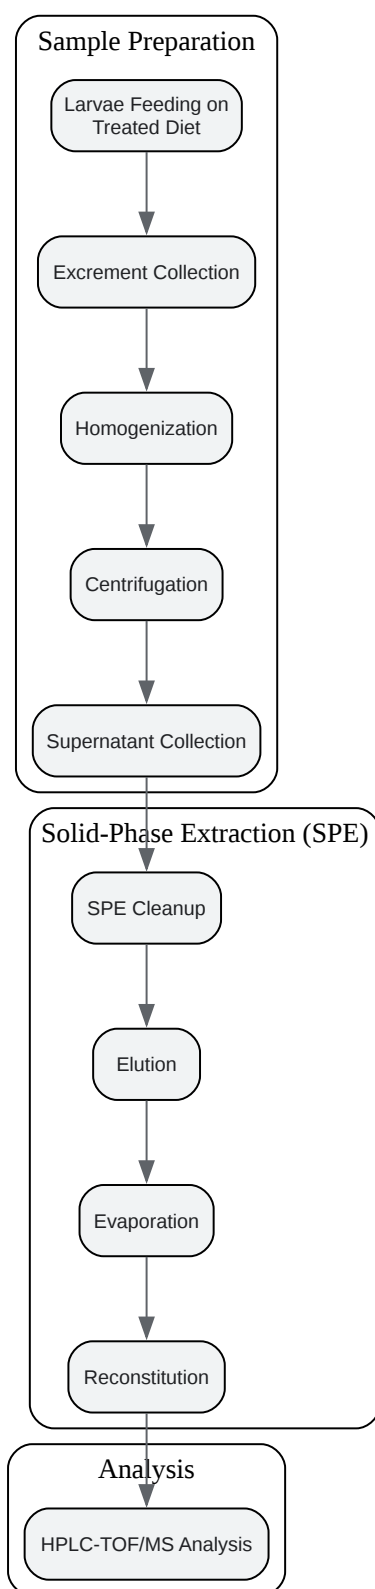 Sample Preparation
Larvae Feeding on
Treated Diet
Excrement Collection
Homogenization
Centrifugation
Supernatant Collection
Solid-Phase Extraction (SPE)
SPE Cleanup
Elution
Evaporation
Reconstitution
Analysis
HPLC-TOF/MS Analysis